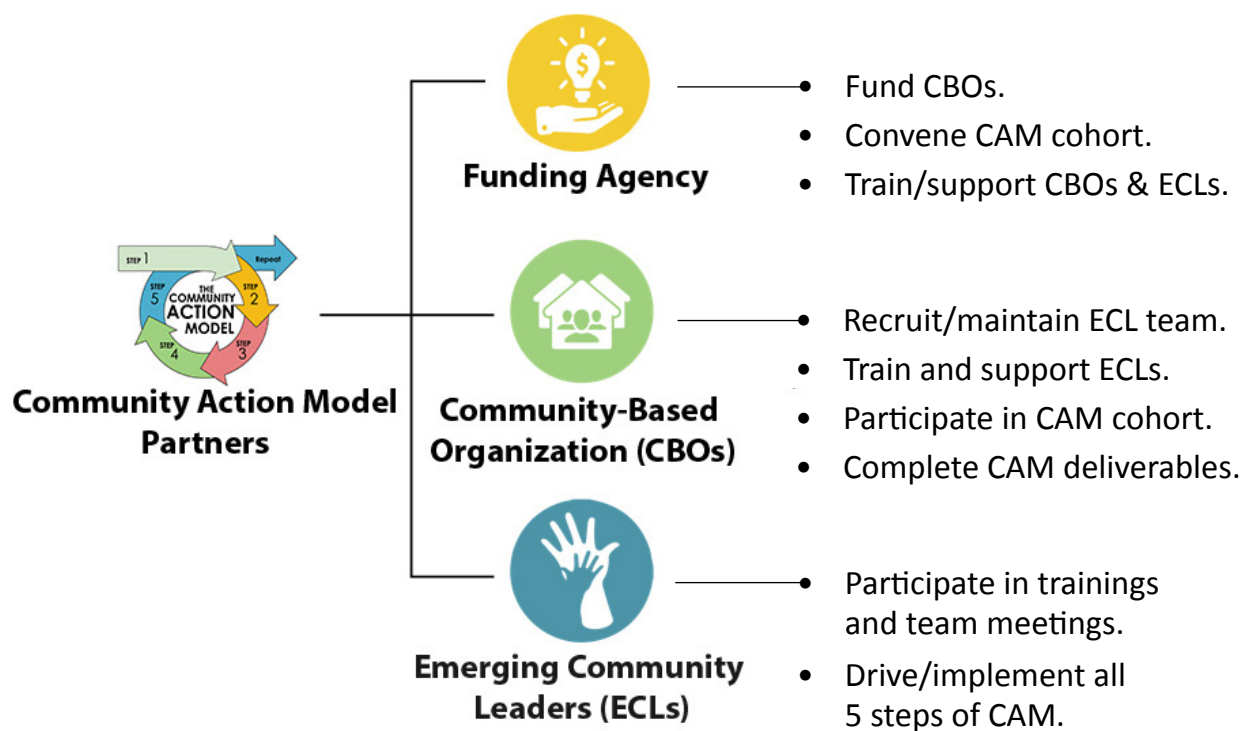 Funding Agency
• Fund CBOs.
• Convene CAM cohort.
• Train/support CBOs & ECLs.
STEP 1
Repeat
STEP 2
STEP 3
STEP 4
STEP 5
THE
COMMUNITY
ACTION
MODEL
Community Action Model
Partners
Community-Based
Organization (CBOs)
• Recruit/maintain ECL team.
• Train and support ECLs.
• Participate in CAM cohort.
• Complete CAM deliverables.
Emerging Community
Leaders (ECLs)
• Participate in trainings
and team meetings.
• Drive/implement all
5 steps of CAM.